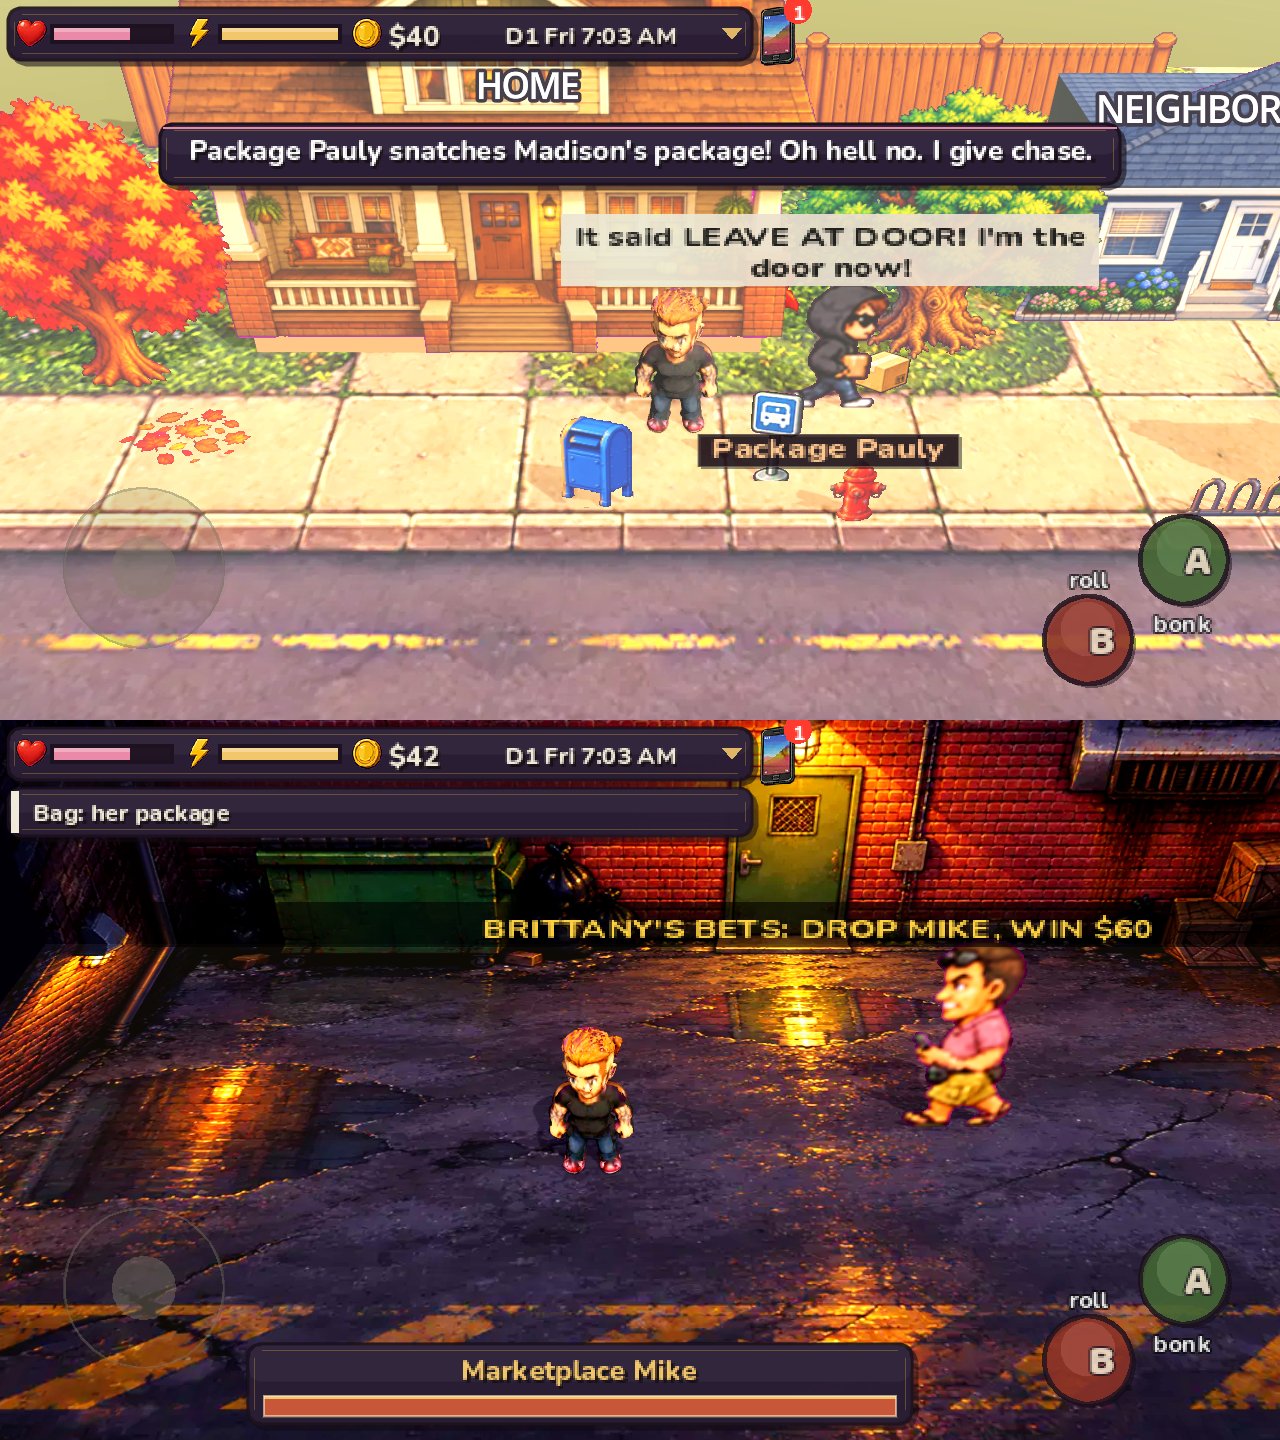 $40
D1 Fri 7:03 AM
1
HOME
NEIGHBOR
Package Pauly snatches Madison's package! Oh hell no. I give chase.
It said LEAVE AT DOOR! I'm the
door now!
Package Pauly
A
roll
bonk
B
$42
D1 Fri 7:03 AM
1
Bag: her package
BRITTANY'S BETS: DROP MIKE, WIN $60
A
roll
bonk
B
Marketplace Mike